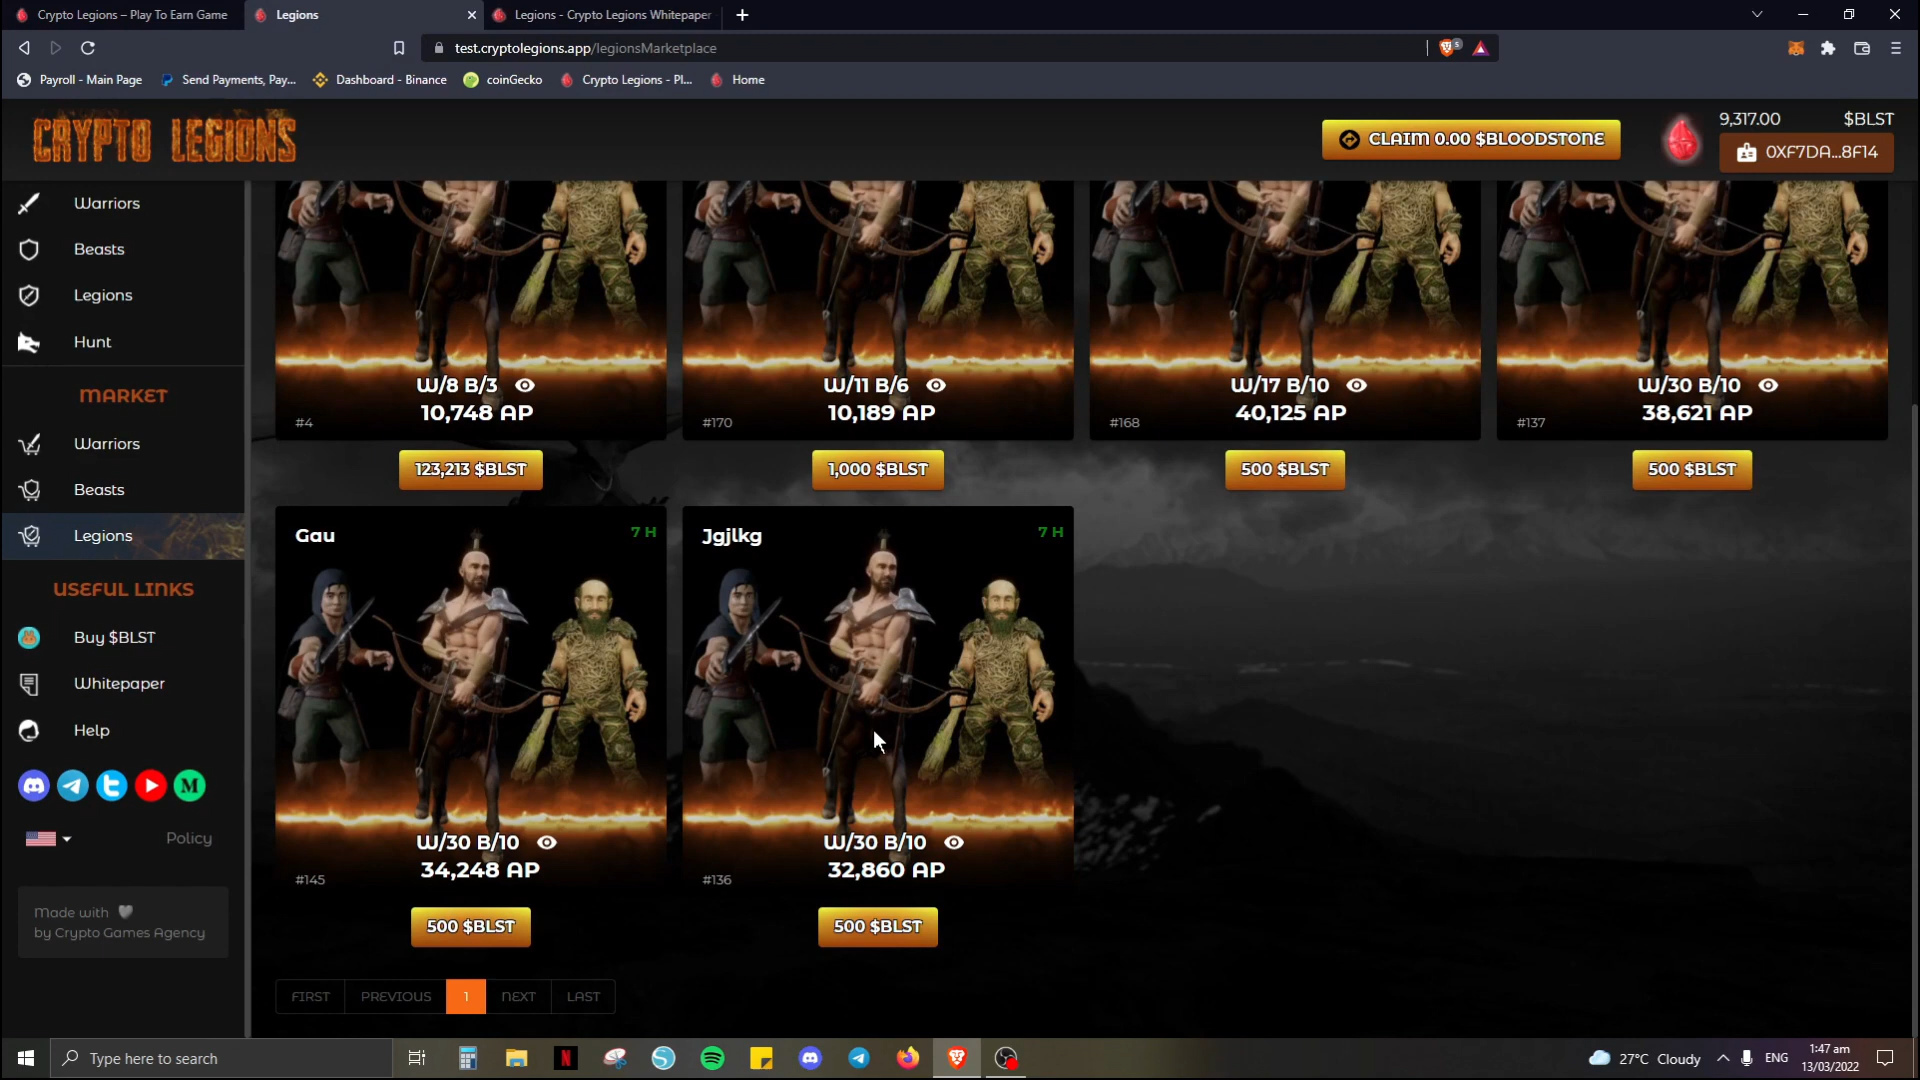 Crypto Legions – Play To Earn Game
Legions
Legions - Crypto Legions Whitepaper
test.cryptolegions.app/legionsMarketplace
5
Payroll - Main Page
Send Payments, Pay...
Dashboard - Binance
coinGecko
Crypto Legions - Pl...
Home
CRYPTO LEGIONS
CLAIM 0.00 $BLOODSTONE
9,317.00 $BLST
0XF7DA...8F14
Warriors
Beasts
Legions
Hunt
MARKET
Warriors
Beasts
Legions
USEFUL LINKS
Buy $BLST
Whitepaper
Help
M
Policy
Made with
by Crypto Games Agency
W/8 B/3
10,748 AP
#4
123,213 $BLST
W/11 B/6
10,189 AP
#170
1,000 $BLST
W/17 B/10
40,125 AP
#168
500 $BLST
W/30 B/10
38,621 AP
#137
500 $BLST
Gau
7 H
W/30 B/10
34,248 AP
#145
500 $BLST
Jgjlkg
7 H
W/30 B/10
32,860 AP
#136
500 $BLST
FIRST PREVIOUS 1 NEXT LAST
Type here to search
N
27°C Cloudy
ENG
1:47 am
13/03/2022